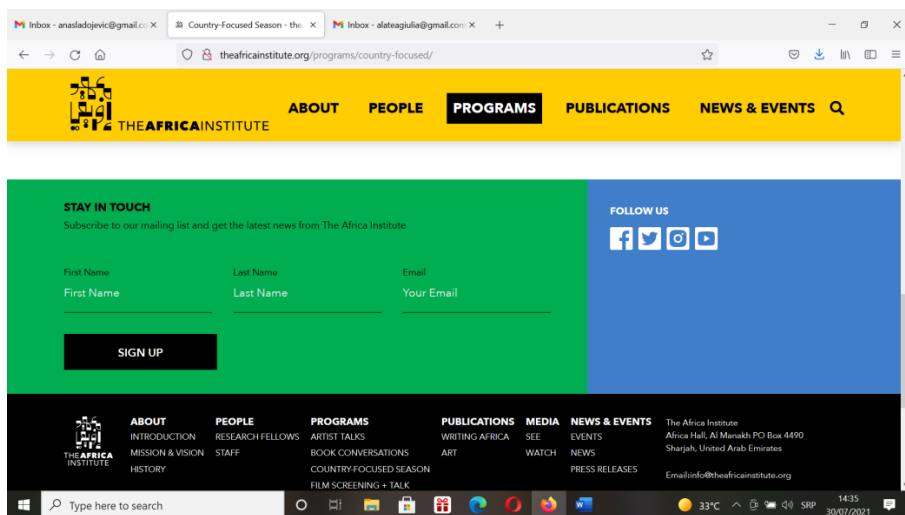 Inbox - anasladojevic@gmail.co
Country-Focused Season - the
Inbox - alateagiulia@gmail.com
theafricainstitute.org/programs/country-focused/
THEAFRICAINSTITUTE
ABOUT PEOPLE PROGRAMS PUBLICATIONS NEWS & EVENTS
STAY IN TOUCH
Subscribe to our mailing list and get the latest news from The Africa Institute
First Name Last Name Email
First Name Last Name Your Email
SIGN UP
FOLLOW US
THEAFRICA
INSTITUTE
ABOUT
INTRODUCTION
MISSION & VISION
HISTORY
PEOPLE
RESEARCH FELLOWS
STAFF
PROGRAMS
ARTIST TALKS
BOOK CONVERSATIONS
COUNTRY-FOCUSED SEASON
FILM SCREENING + TALK
PUBLICATIONS
WRITING AFRICA
ART
MEDIA
SEE
WATCH
NEWS & EVENTS
EVENTS
NEWS
PRESS RELEASES
The Africa Institute
Africa Hall, Al Manakh PO Box 4490
Sharjah, United Arab Emirates
Email:info@theafricainstitute.org
Type here to search
33°C
SRP
14:35
30/07/2021